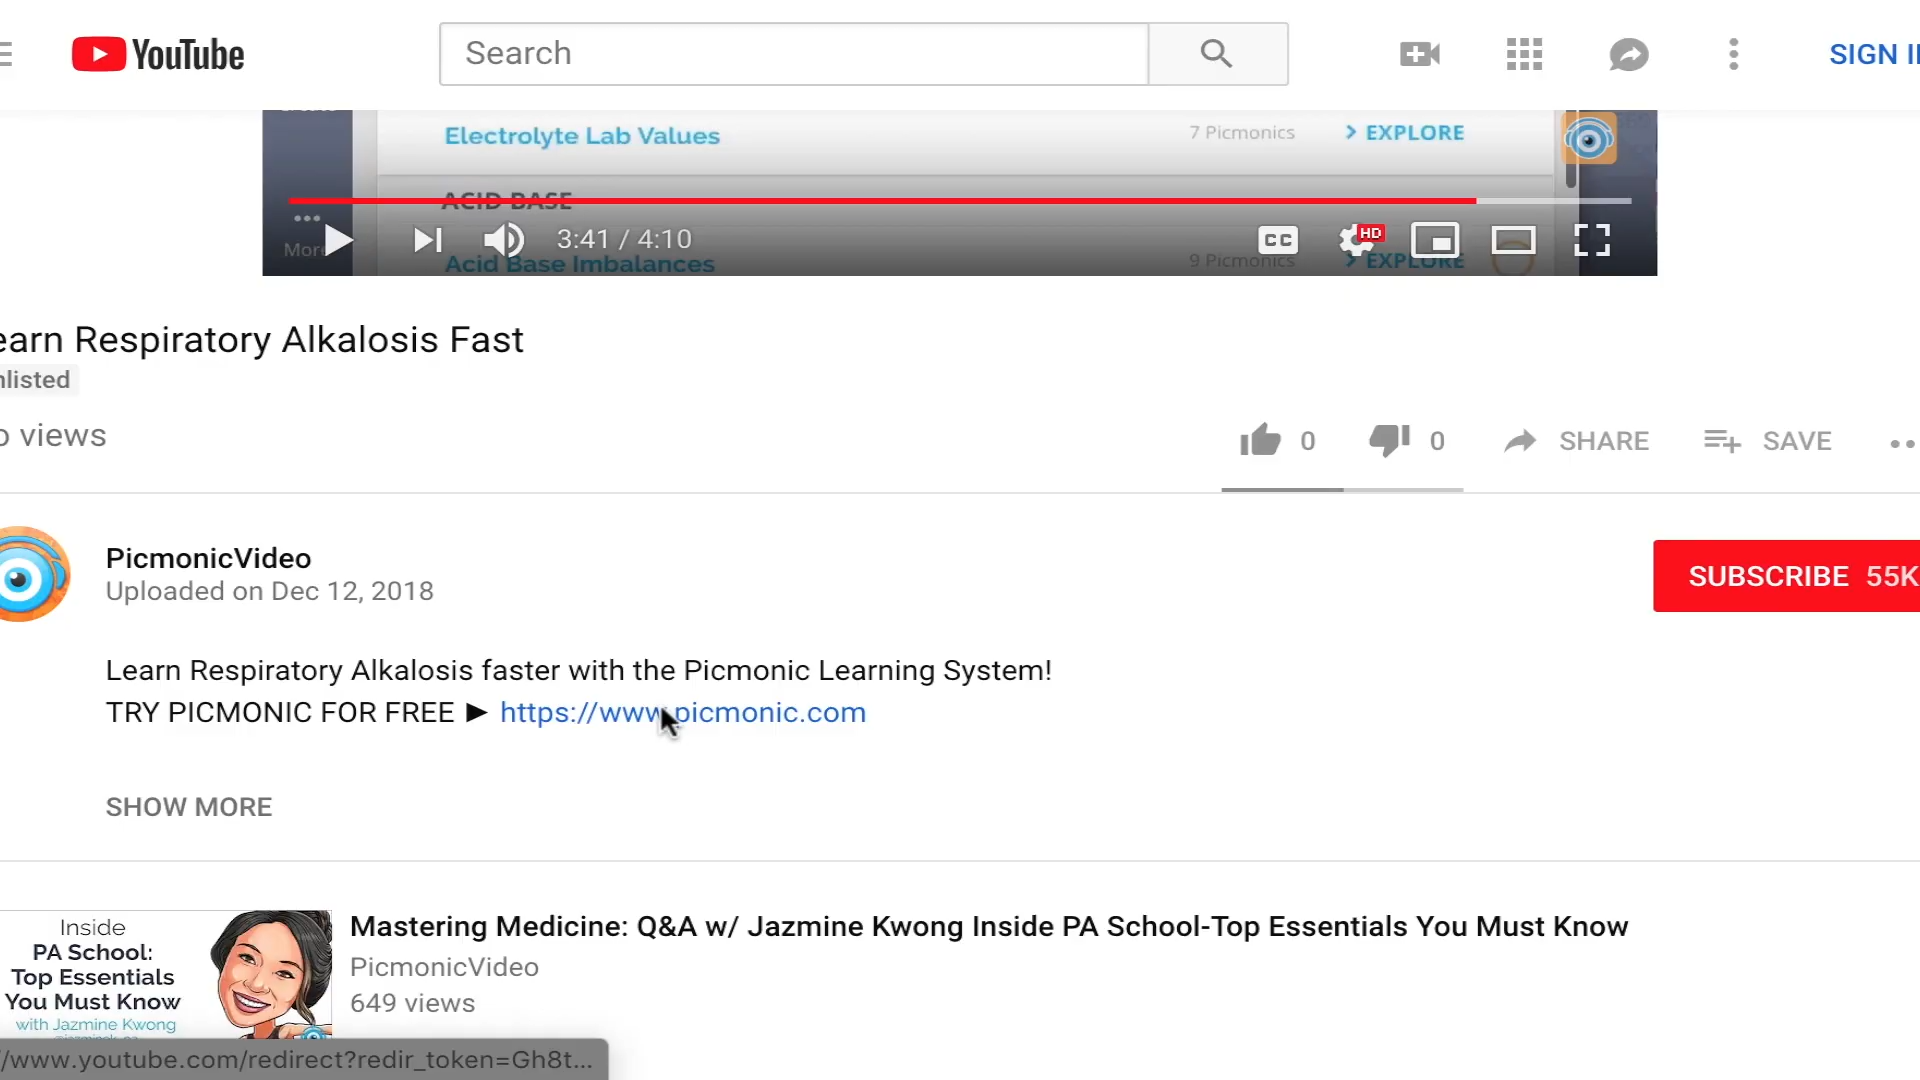 YouTube
Search
SIGN I
Electrolyte Lab Values
7 Picmonics
EXPLORE
ACID BASE
More
3:41 / 4:10
CC
HD
Acid Base Imbalances
9 Picmonics
EXPLORE
earn Respiratory Alkalosis Fast
nlisted
o views
0
0
SHARE
SAVE
PicmonicVideo
Uploaded on Dec 12, 2018
SUBSCRIBE 55K
Learn Respiratory Alkalosis faster with the Picmonic Learning System!
TRY PICMONIC FOR FREE ► https://www.picmonic.com
SHOW MORE
Inside
PA School:
Top Essentials
You Must Know
with Jazmine Kwong
Mastering Medicine: Q&A w/ Jazmine Kwong Inside PA School-Top Essentials You Must Know
PicmonicVideo
649 views
/www.youtube.com/redirect?redir_token=Gh8t...